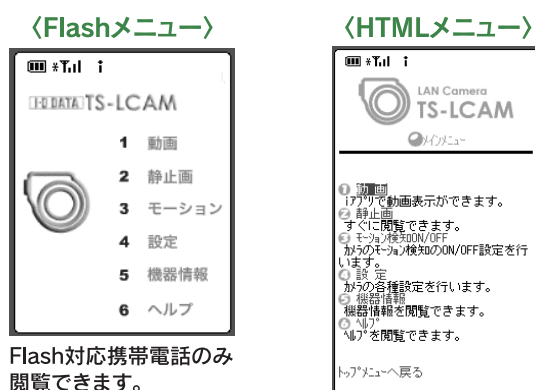 〈Flashメニュー〉
I-O DATA TS-LCAM
1 動画
2 静止画
3 モーション
4 設定
5 機器情報
6 ヘルプ
Flash対応携帯電話のみ
閲覧できます。
〈HTMLメニュー〉
LAN Camera
TS-LCAM
ﾒｲﾝﾒﾆｭｰ
❶ 動画
iｱﾌﾟﾘで動画表示ができます。
❷ 静止画
すぐに閲覧できます。
❸ ﾓｰｼｮﾝ検知ON/OFF
ｶﾒﾗのﾓｰｼｮﾝ検知のON/OFF設定を行
います。
❹ 設 定
ｶﾒﾗの各種設定を行います。
❺ 機器情報
機器情報を閲覧できます。
❻ ﾍﾙﾌﾟ
ﾍﾙﾌﾟを閲覧できます。
ﾄｯﾌﾟﾒﾆｭｰへ戻る